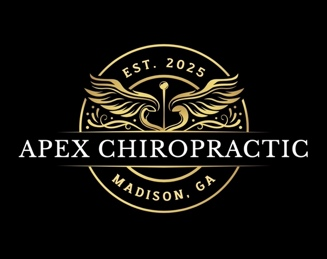 EST. 2025
APEX CHIROPRACTIC
MADISON, GA